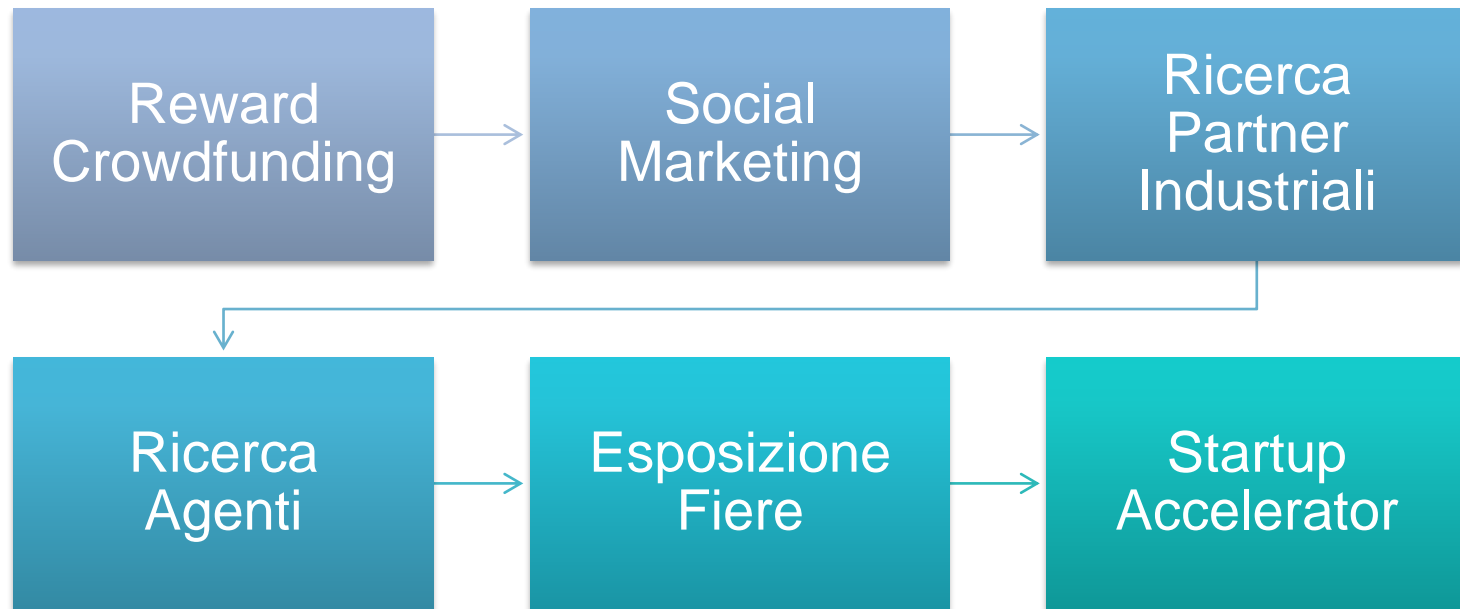 Reward
Crowdfunding
Social
Marketing
Ricerca
Partner
Industriali
Ricerca
Agenti
Esposizione
Fiere
Startup
Accelerator